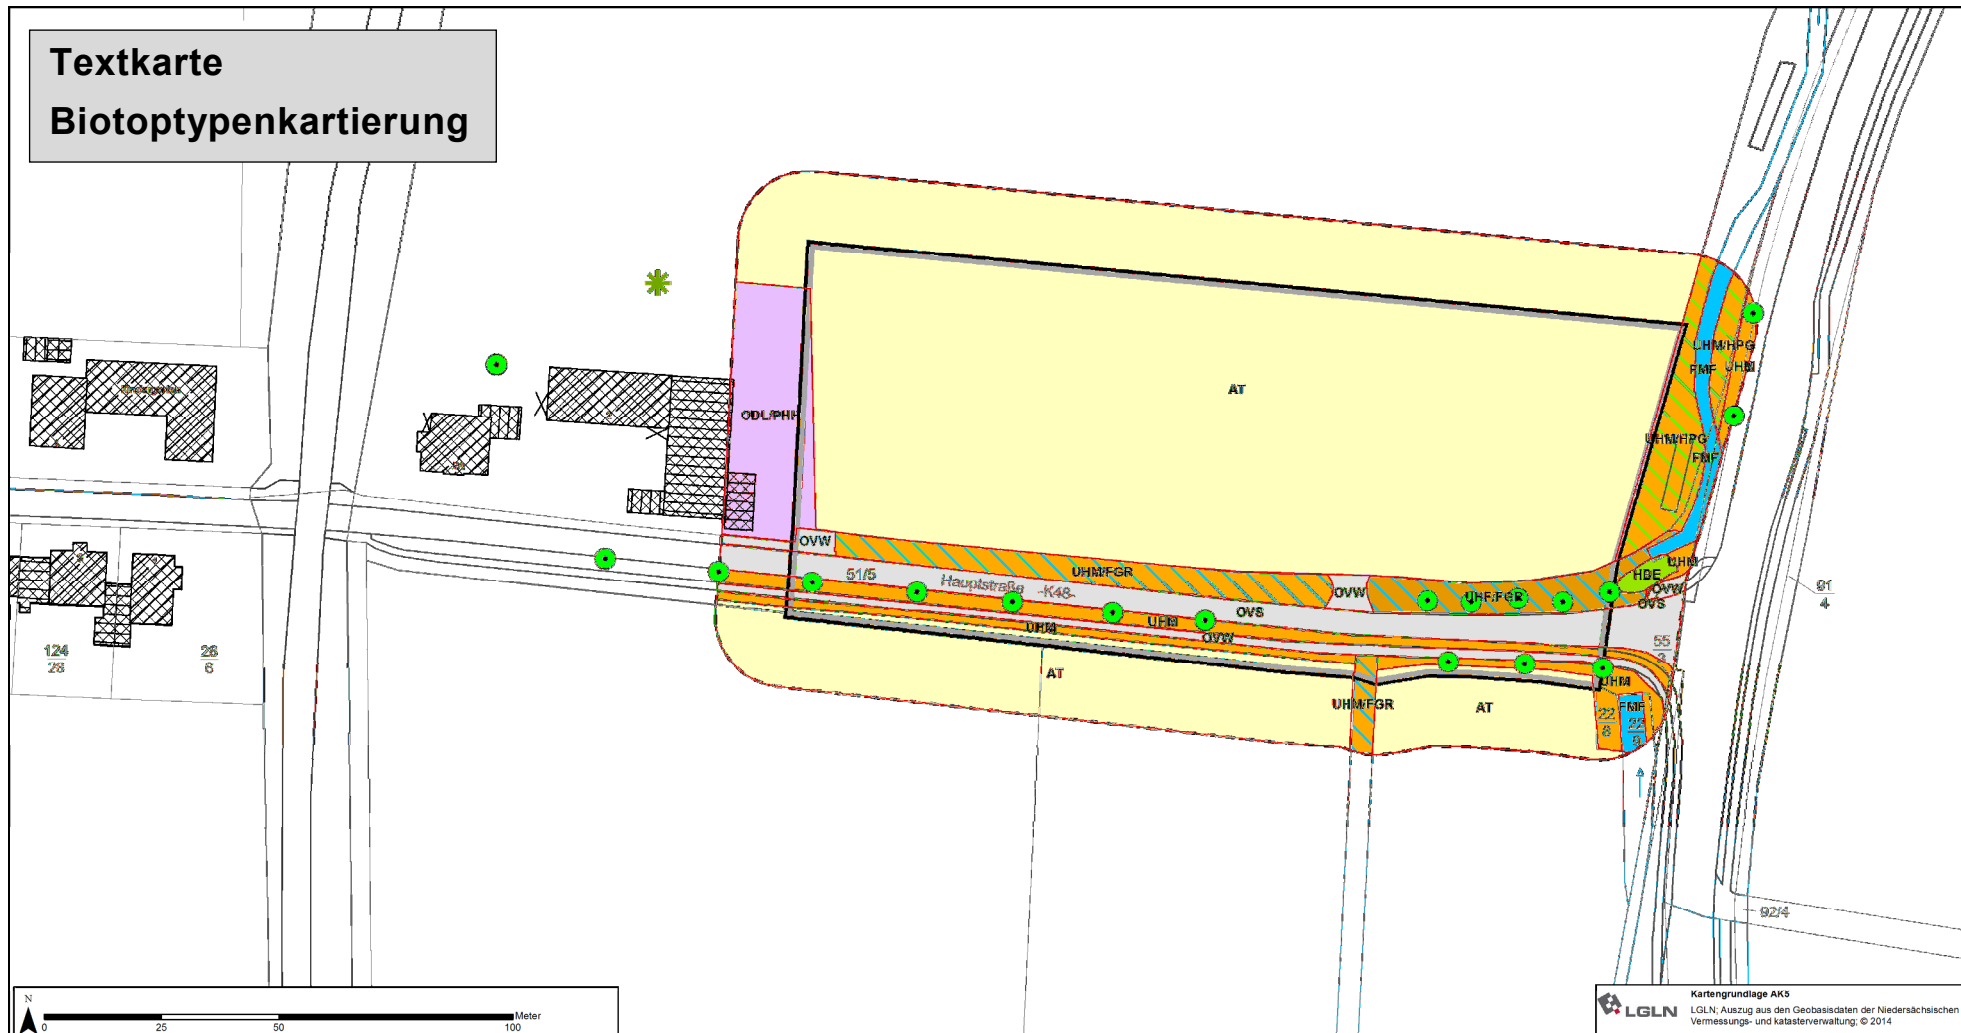 Textkarte
Biotoptypenkartierung
UHM/HPG
FMF
UHM
AT
ODL/PHH
UHM/HPG
FMF
OVW
UHM/FGR
UHM
HBE
51/5
Hauptstraße -K48-
OVW
UHF/FGR
OVW
OVS
OVS
91
4
UHM
UHM
OVW
55
124
28
26
6
AT
UHM
UHM/FGR
AT
FMF
22
8
22
9
92/4
N
Meter
0
25
50
100
LGLN
Kartengrundlage AK5
LGLN; Auszug aus den Geobasisdaten der Niedersächsischen
Vermessungs- und katasterverwaltung; © 2014